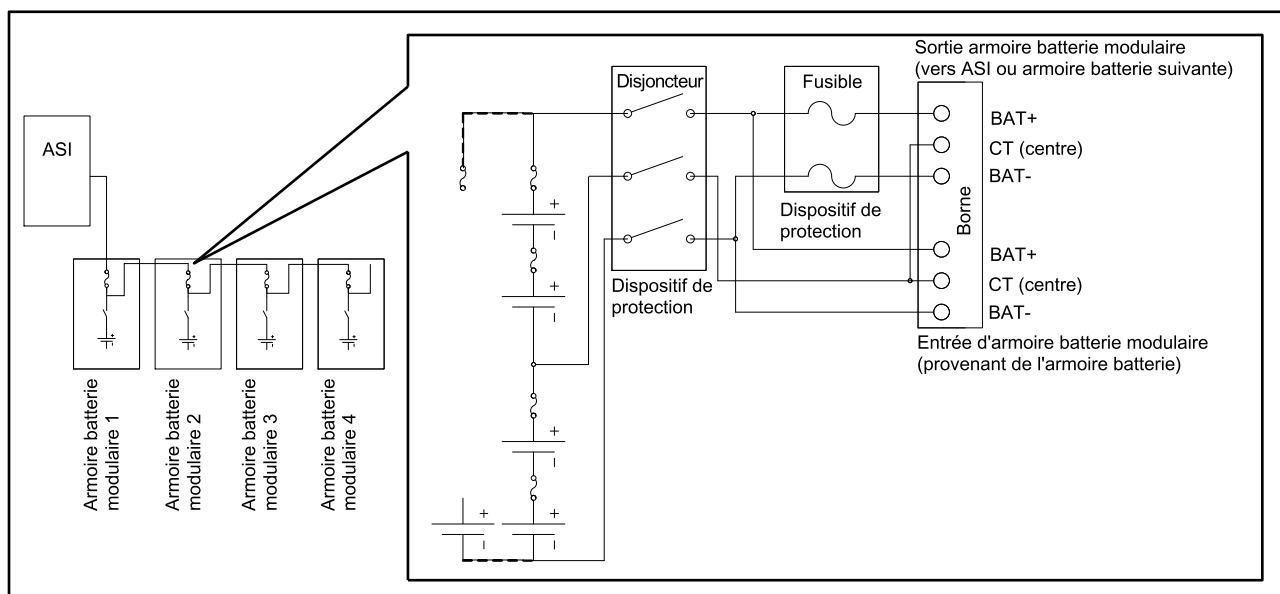 ASI
Armoire batterie
modulaire 1
Armoire batterie
modulaire 2
Armoire batterie
modulaire 3
Armoire batterie
modulaire 4
Disjoncteur
Dispositif de
protection
Fusible
Dispositif de
protection
Sortie armoire batterie modulaire
(vers ASI ou armoire batterie suivante)
BAT+
CT (centre)
BAT-
Borne
BAT+
CT (centre)
BAT-
Entrée d'armoire batterie modulaire
(provenant de l'armoire batterie)